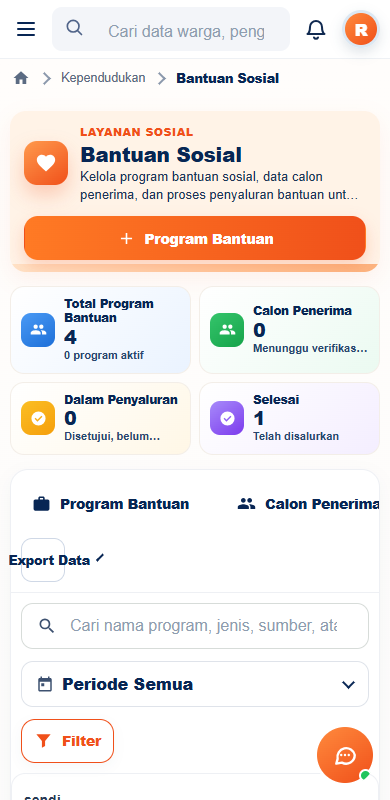 Cari data warga, peng
R
Kependudukan
Bantuan Sosial
LAYANAN SOSIAL
Bantuan Sosial
Kelola program bantuan sosial, data calon
penerima, dan proses penyaluran bantuan unt...
+ Program Bantuan
Total Program
Bantuan
4
0 program aktif
Calon Penerima
0
Menunggu verifikas...
Dalam Penyaluran
0
Disetujui, belum...
Selesai
1
Telah disalurkan
Program Bantuan
Calon Penerima
Export Data
Cari nama program, jenis, sumber, ata
Periode Semua
Filter
sendi